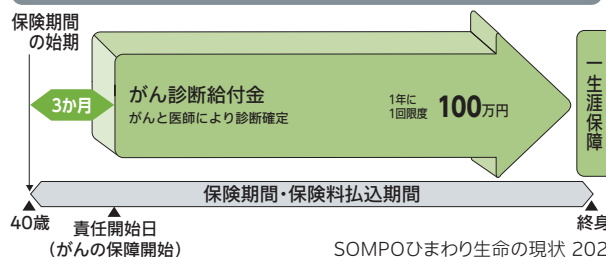 保険期間
の始期
3か月
がん診断給付金
がんと医師により診断確定
1年に
1回限度
100万円
一生涯保障
保険期間・保険料払込期間
40歳
責任開始日
（がんの保障開始）
終身
SOMPOひまわり生命の現状 202